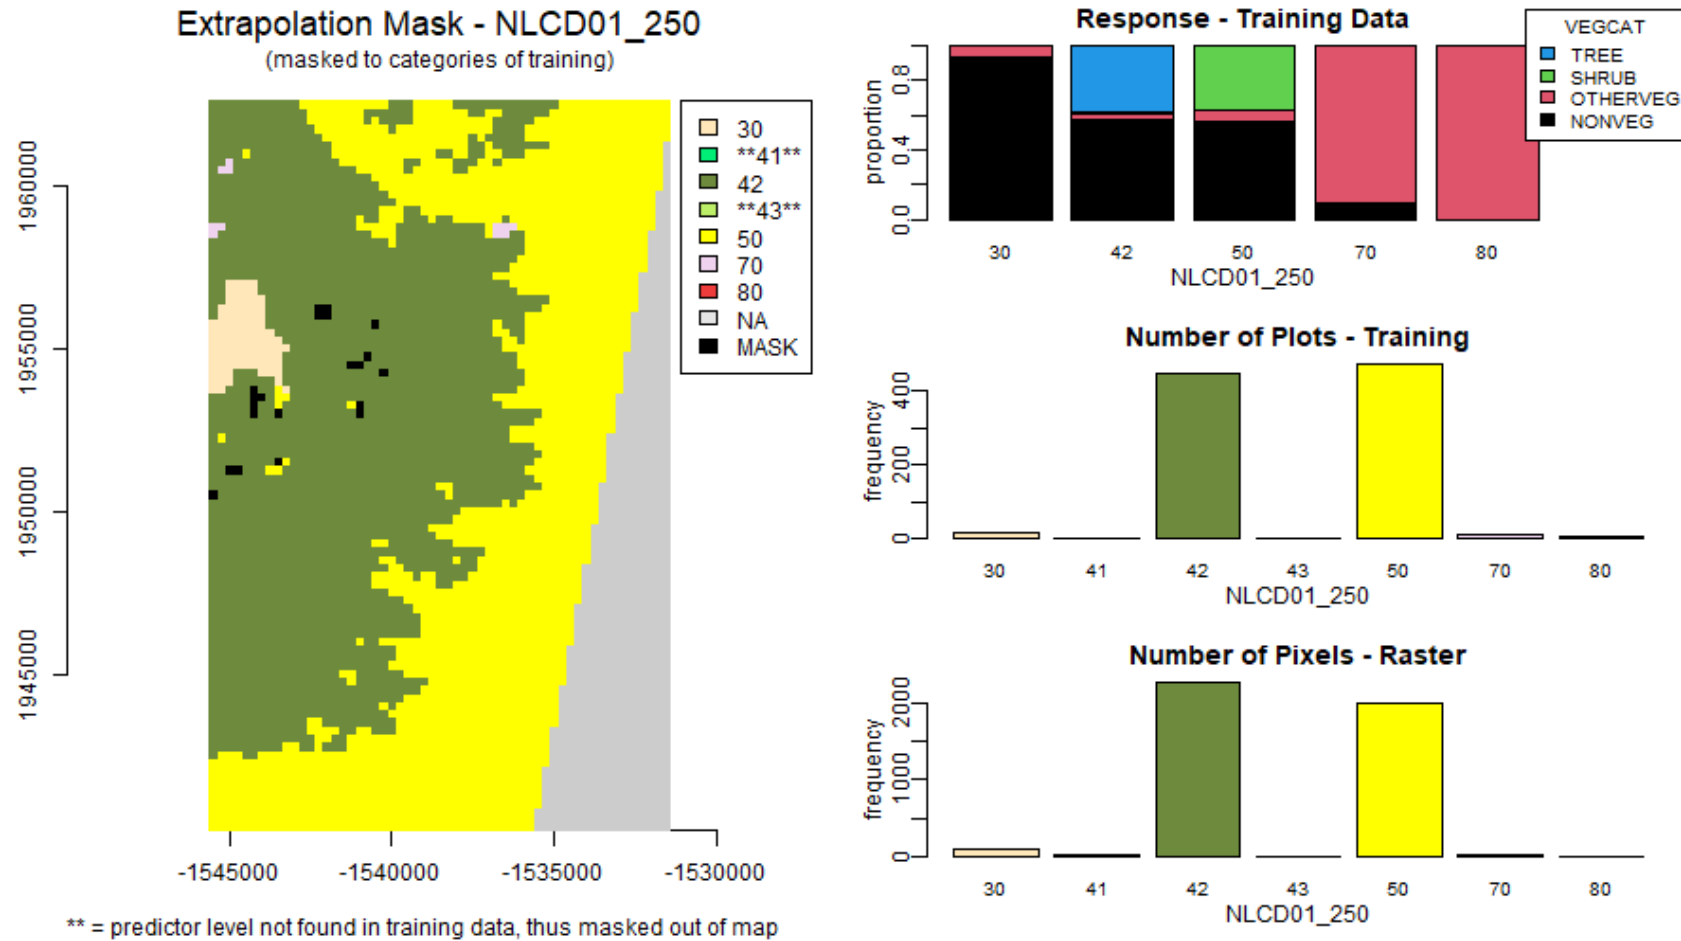 Extrapolation Mask - NLCD01_250
(masked to categories of training)
1960000
1955000
1950000
1945000
-1545000
-1540000
-1535000
-1530000
30
**41**
42
**43**
50
70
80
NA
MASK
** = predictor level not found in training data, thus masked out of map
Response - Training Data
proportion
0.8
0.4
0.0
30
42
50
70
80
NLCD01_250
VEGCAT
TREE
SHRUB
OTHERVEG
NONVEG
Number of Plots - Training
frequency
400
200
0
30
41
42
43
50
70
80
NLCD01_250
Number of Pixels - Raster
frequency
2000
1000
0
30
41
42
43
50
70
80
NLCD01_250